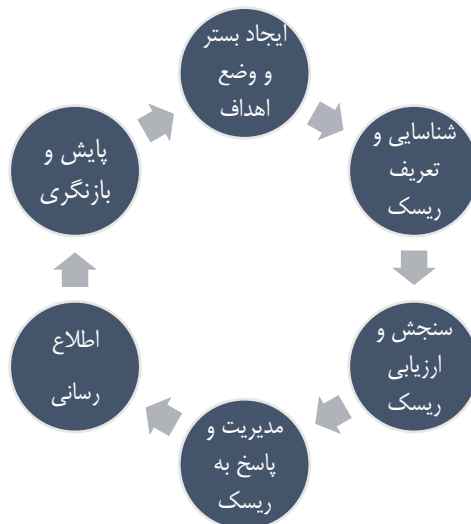 ایجاد بستر
و وضع
اهداف
شناسایی و
تعریف
ریسک
سنجش و
ارزیابی
ریسک
مدیریت و
پاسخ به
ریسک
اطلاع
رسانی
پایش و
بازنگری